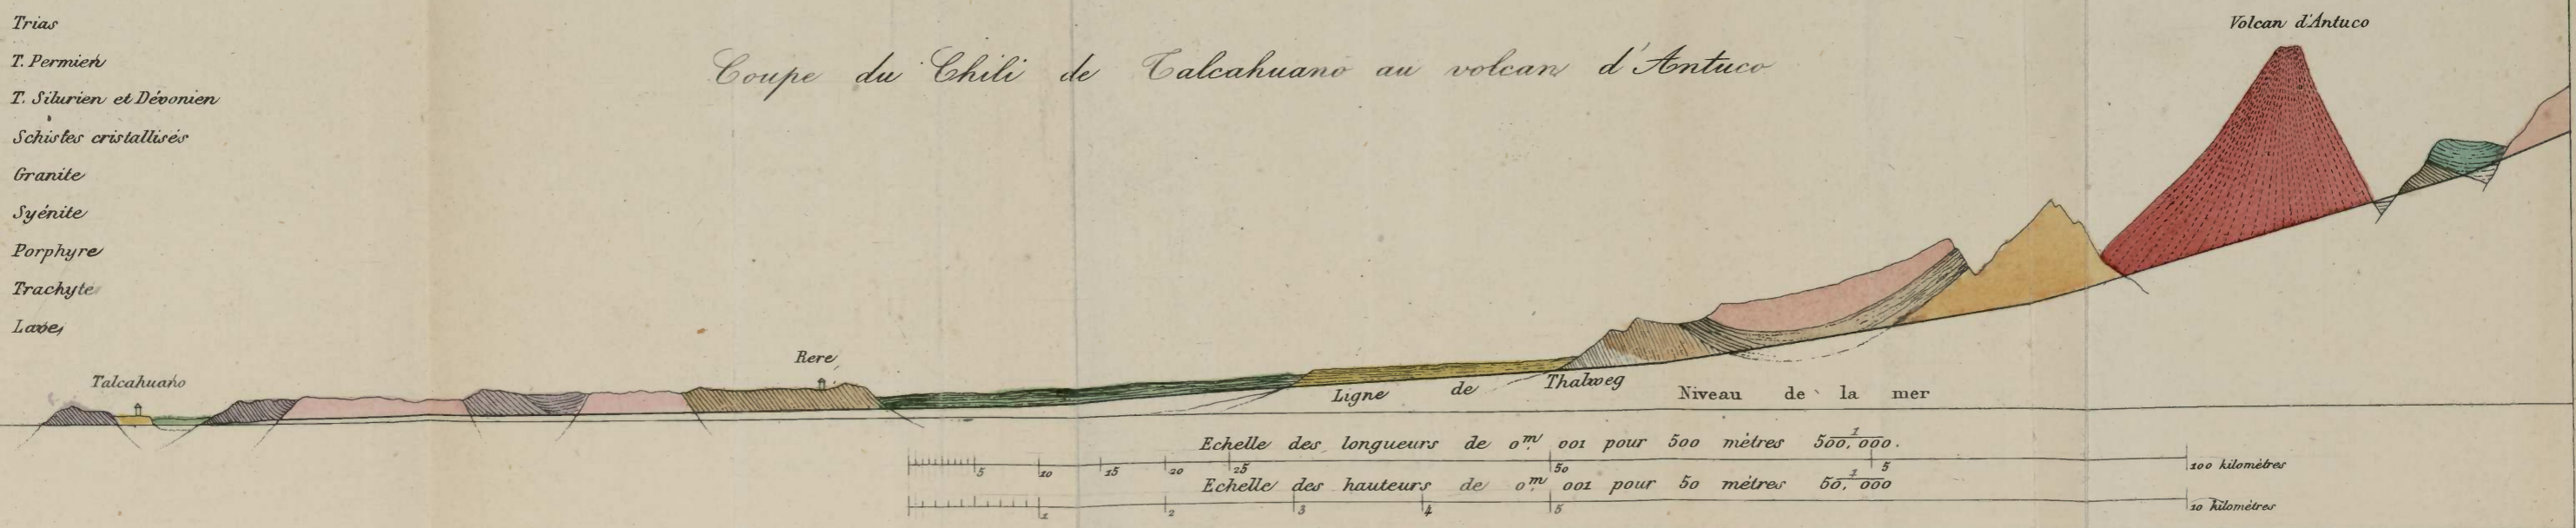 Trias
T. Permien
T. Silurien et Dévonien
Schistes cristallisés
Granite
Syénite
Porphyre
Trachyte
Lave
Coupe du Chili de Talcahuano au volcan d'Antuco
Volcan d'Antuco
Talcahuano
Rere
Ligne de Thalweg
Niveau de la mer
Echelle des longueurs de 0m. 001 pour 500 mètres 1/500,000.
5 10 15 20 25 50 5 100 kilomètres
Echelle des hauteurs de 0m. 001 pour 50 mètres 1/50,000
1 2 3 4 5 10 kilomètres